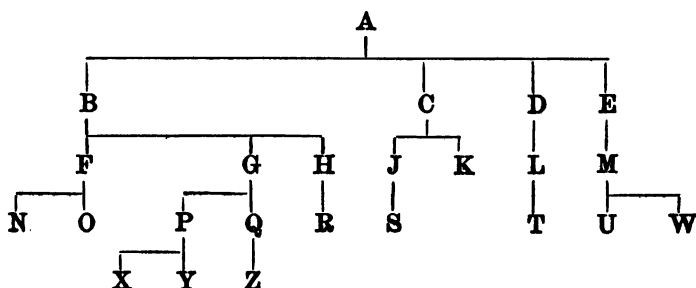 A
B C D E
F G H J K L M
N O P Q R S T U W
X Y Z